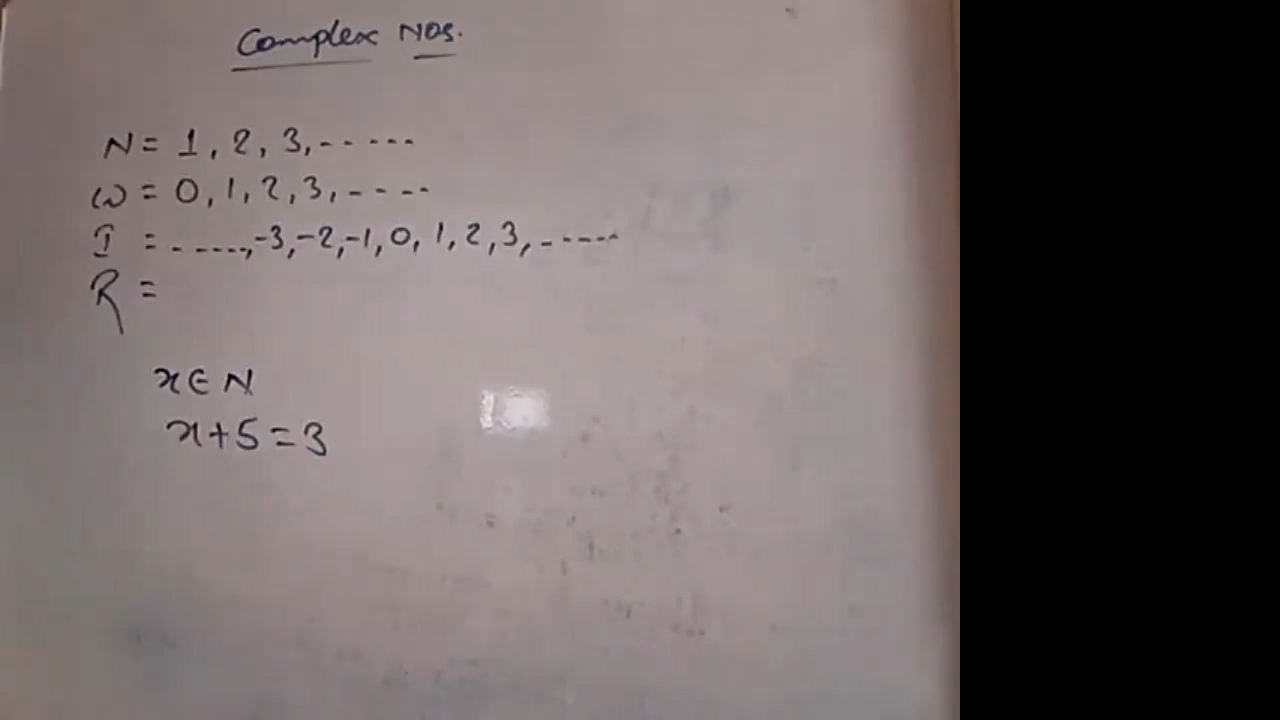 Complex Nos.
N = 1, 2, 3, -----
W = 0, 1, 2, 3, ----
I = -----, -3, -2, -1, 0, 1, 2, 3, -----
R =
x ∈ N
x + 5 = 3